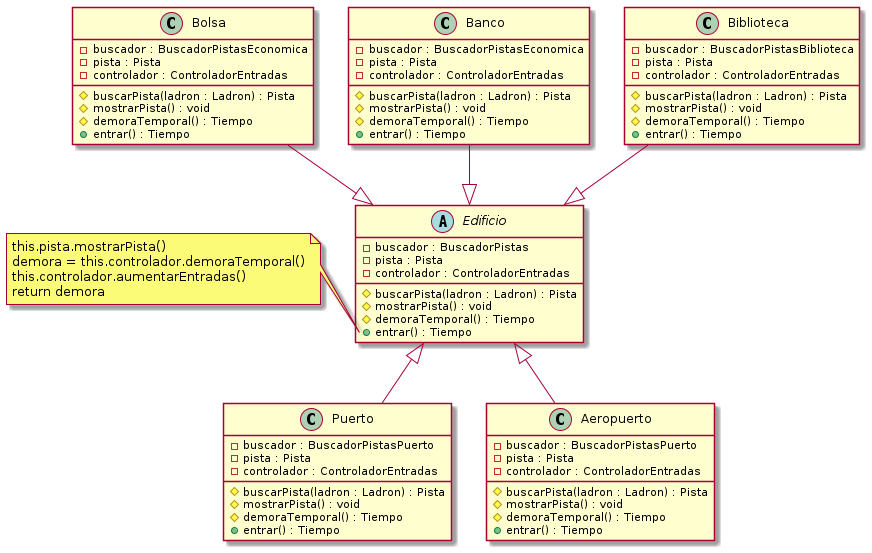 C Bolsa
buscador : BuscadorPistasEconomica
pista : Pista
controlador : ControladorEntradas
buscarPista(ladron : Ladron) : Pista
mostrarPista() : void
demoraTemporal() : Tiempo
entrar() : Tiempo
C Banco
buscador : BuscadorPistasEconomica
pista : Pista
controlador : ControladorEntradas
buscarPista(ladron : Ladron) : Pista
mostrarPista() : void
demoraTemporal() : Tiempo
entrar() : Tiempo
C Biblioteca
buscador : BuscadorPistasBiblioteca
pista : Pista
controlador : ControladorEntradas
buscarPista(ladron : Ladron) : Pista
mostrarPista() : void
demoraTemporal() : Tiempo
entrar() : Tiempo
this.pista.mostrarPista()
demora = this.controlador.demoraTemporal()
this.controlador.aumentarEntradas()
return demora
A Edificio
buscador : BuscadorPistas
pista : Pista
controlador : ControladorEntradas
buscarPista(ladron : Ladron) : Pista
mostrarPista() : void
demoraTemporal() : Tiempo
entrar() : Tiempo
C Puerto
buscador : BuscadorPistasPuerto
pista : Pista
controlador : ControladorEntradas
buscarPista(ladron : Ladron) : Pista
mostrarPista() : void
demoraTemporal() : Tiempo
entrar() : Tiempo
C Aeropuerto
buscador : BuscadorPistasPuerto
pista : Pista
controlador : ControladorEntradas
buscarPista(ladron : Ladron) : Pista
mostrarPista() : void
demoraTemporal() : Tiempo
entrar() : Tiempo